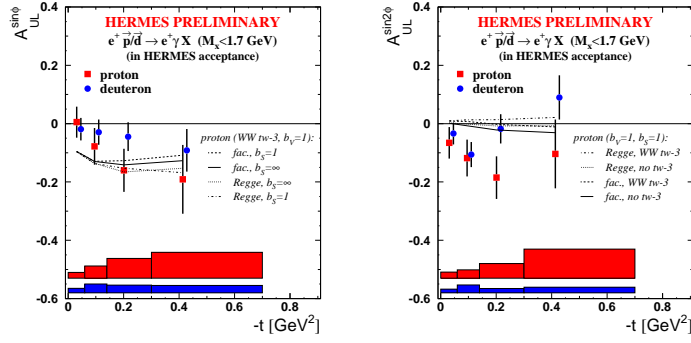 A_UL^sinϕ
HERMES PRELIMINARY
e⁺ p⃗/d⃗ → e⁺ γ X (Mₓ<1.7 GeV)
(in HERMES acceptance)
proton
deuteron
0.4
0.2
0
-0.2
-0.4
-0.6
proton (WW tw-3, b_V=1):
fac., b_S=1
fac., b_S=∞
Regge, b_S=∞
Regge, b_S=1
0 0.2 0.4 0.6 0.8
-t [GeV²]
A_UL^sin2ϕ
HERMES PRELIMINARY
e⁺ p⃗/d⃗ → e⁺ γ X (Mₓ<1.7 GeV)
(in HERMES acceptance)
proton
deuteron
0.4
0.2
0
-0.2
-0.4
-0.6
proton (b_V=1, b_S=1):
Regge, WW tw-3
Regge, no tw-3
fac., WW tw-3
fac., no tw-3
0 0.2 0.4 0.6 0.8
-t [GeV²]